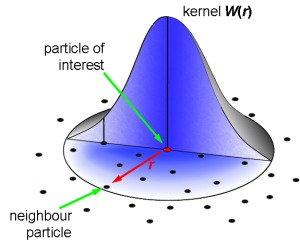 kernel W(r)
particle of
interest
r
neighbour
particle